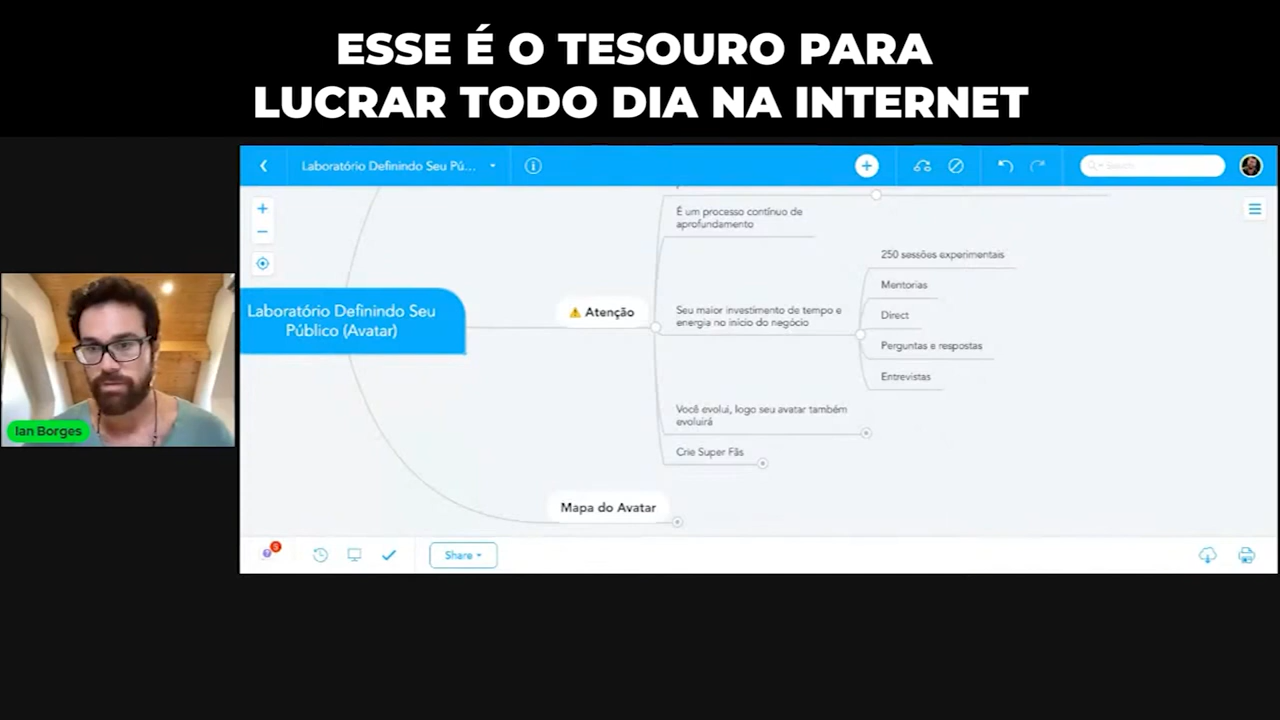 ESSE É O TESOURO PARA
LUCRAR TODO DIA NA INTERNET
Laboratório Definindo Seu Pú...
Search
É um processo contínuo de
aprofundamento
250 sessões experimentais
Mentorias
Laboratório Definindo Seu
Público (Avatar)
Atenção
Seu maior investimento de tempo e
energia no início do negócio
Direct
Perguntas e respostas
Entrevistas
Você evolui, logo seu avatar também
evoluirá
Crie Super Fãs
Ian Borges
Mapa do Avatar
Share